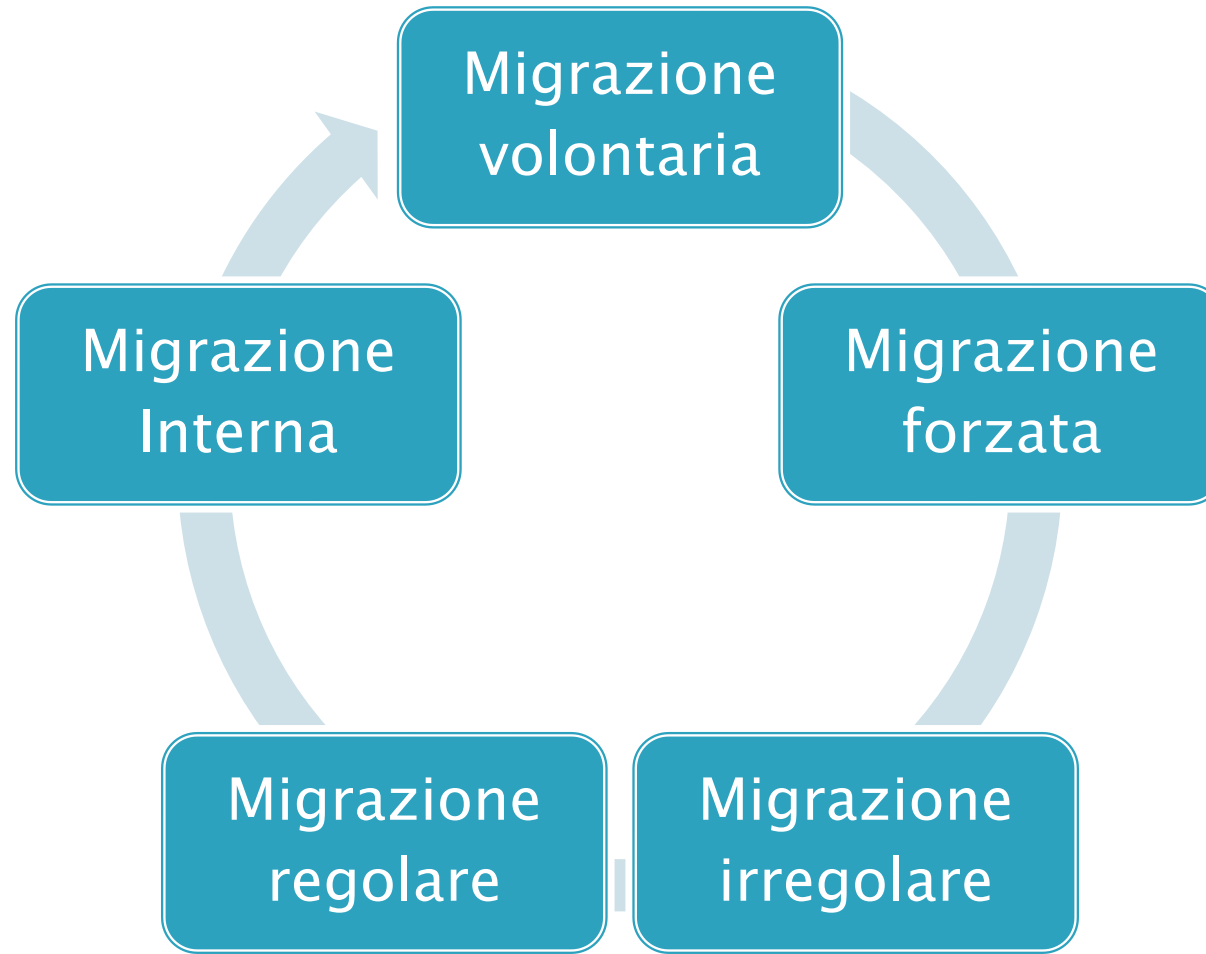 Migrazione
volontaria
Migrazione
forzata
Migrazione
irregolare
Migrazione
regolare
Migrazione
Interna